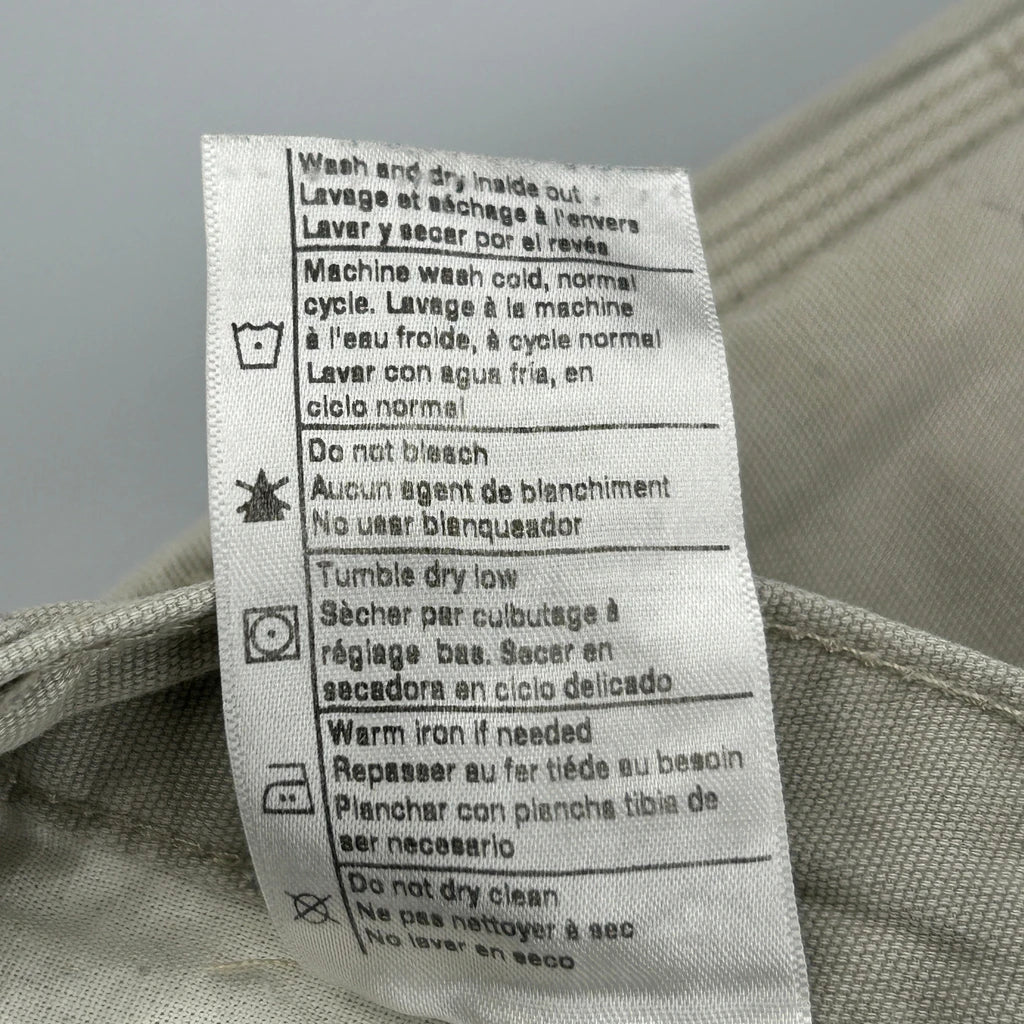 Wash and dry inside out
Lavage et séchage à l'envers
Lavar y secar por el revés
Machine wash cold, normal
cycle. Lavage à la machine
à l'eau froide, à cycle normal
Lavar con agua fria, en
ciclo normal
Do not bleach
Aucun agent de blanchiment
No usar blanqueador
Tumble dry low
Sècher par culbutage à
réglage bas. Secar en
secadora en ciclo delicado
Warm iron if needed
Repasser au fer tiéde au besoin
Planchar con plancha tibia de
ser necesario
Do not dry clean
Ne pas nettoyer à sec
No lavar en seco